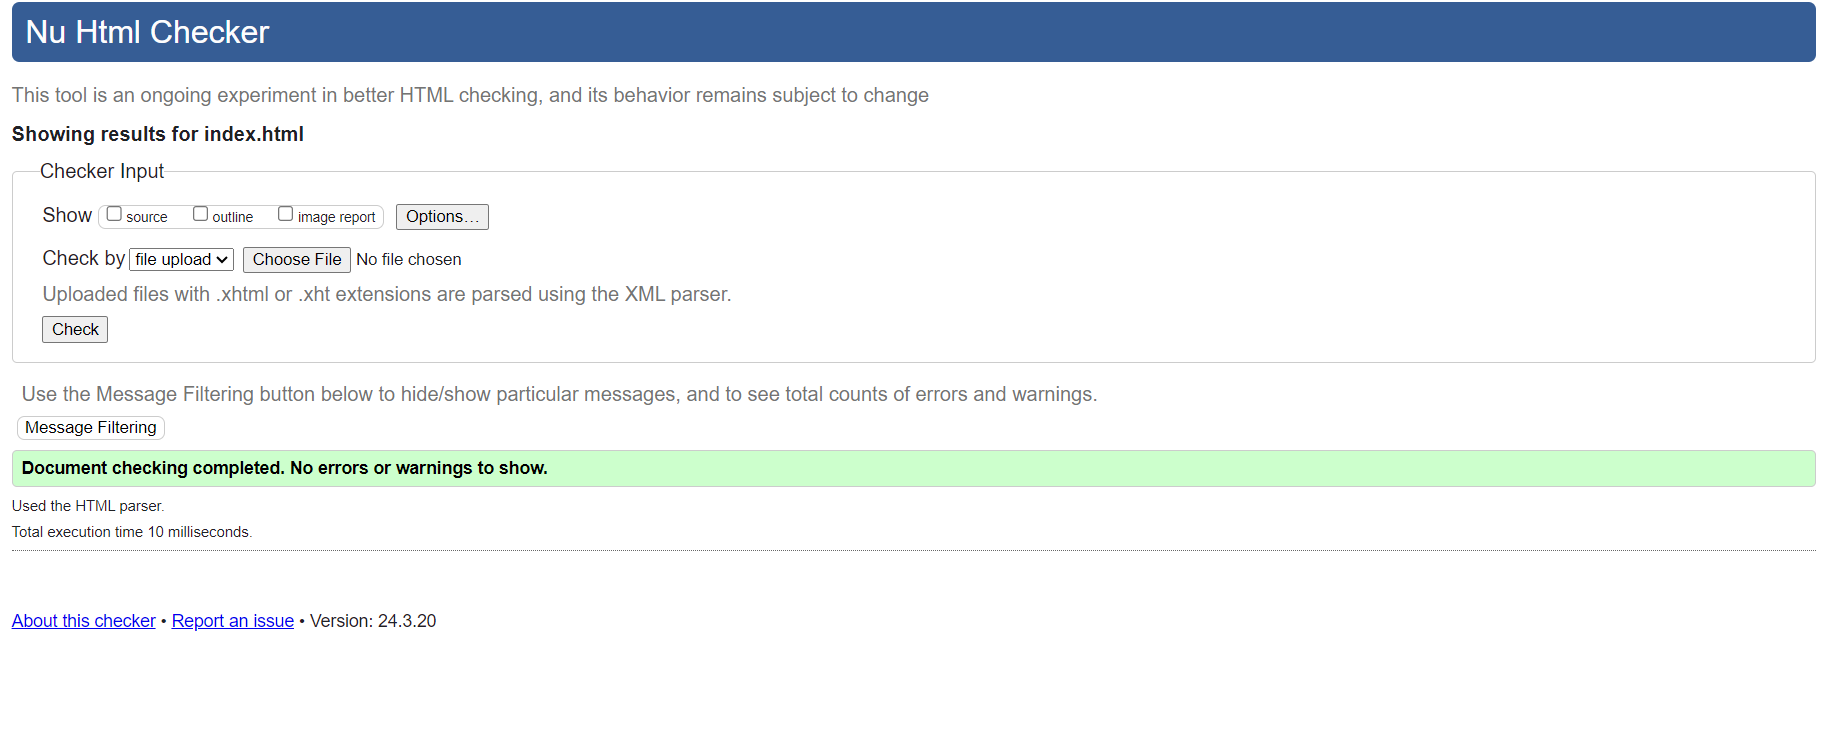 Nu Html Checker
This tool is an ongoing experiment in better HTML checking, and its behavior remains subject to change
Showing results for index.html
Checker Input
Show source outline image report Options…
Check by file upload Choose File No file chosen
Uploaded files with .xhtml or .xht extensions are parsed using the XML parser.
Check
Use the Message Filtering button below to hide/show particular messages, and to see total counts of errors and warnings.
Message Filtering
Document checking completed. No errors or warnings to show.
Used the HTML parser.
Total execution time 10 milliseconds.
About this checker • Report an issue • Version: 24.3.20